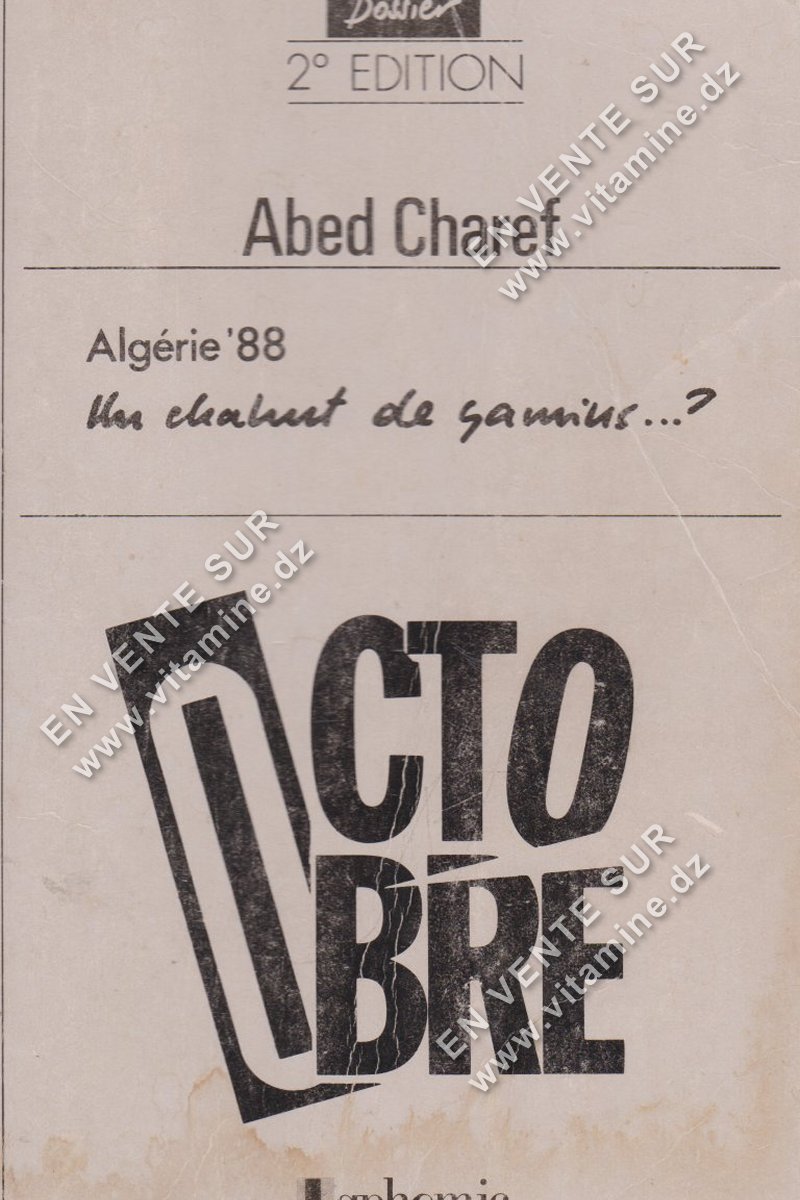 Dossier
2° EDITION
Abed Charef
Algérie '88
Un chahut de gamins...?
OCTO
BRE
Laphomic
EN VENTE SUR
www.vitamine.dz
EN VENTE SUR
www.vitamine.dz
EN VENTE SUR
www.vitamine.dz